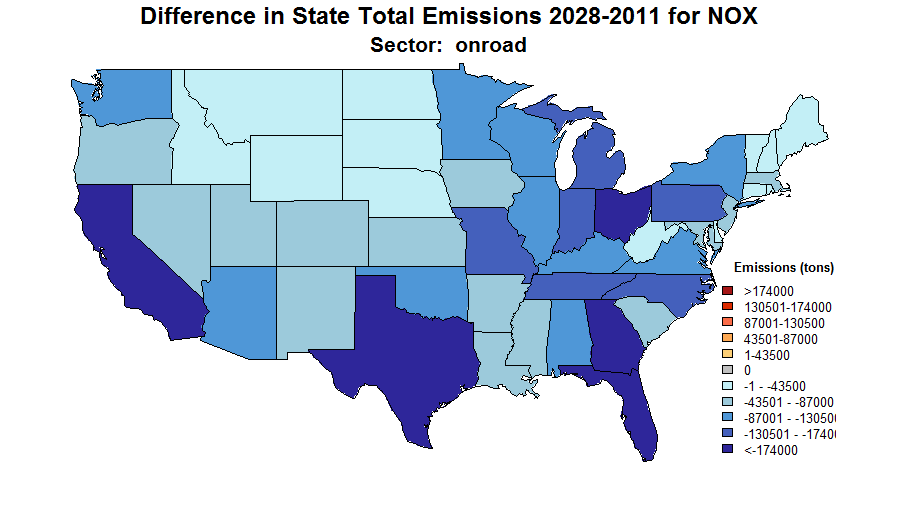 Difference in State Total Emissions 2028-2011 for NOX
Sector:  onroad
Emissions (tons)
>174000
130501-174000
87001-130500
43501-87000
1-43500
0
-1 - -43500
-43501 - -87000
-87001 - -130500
-130501 - -1740
<-174000